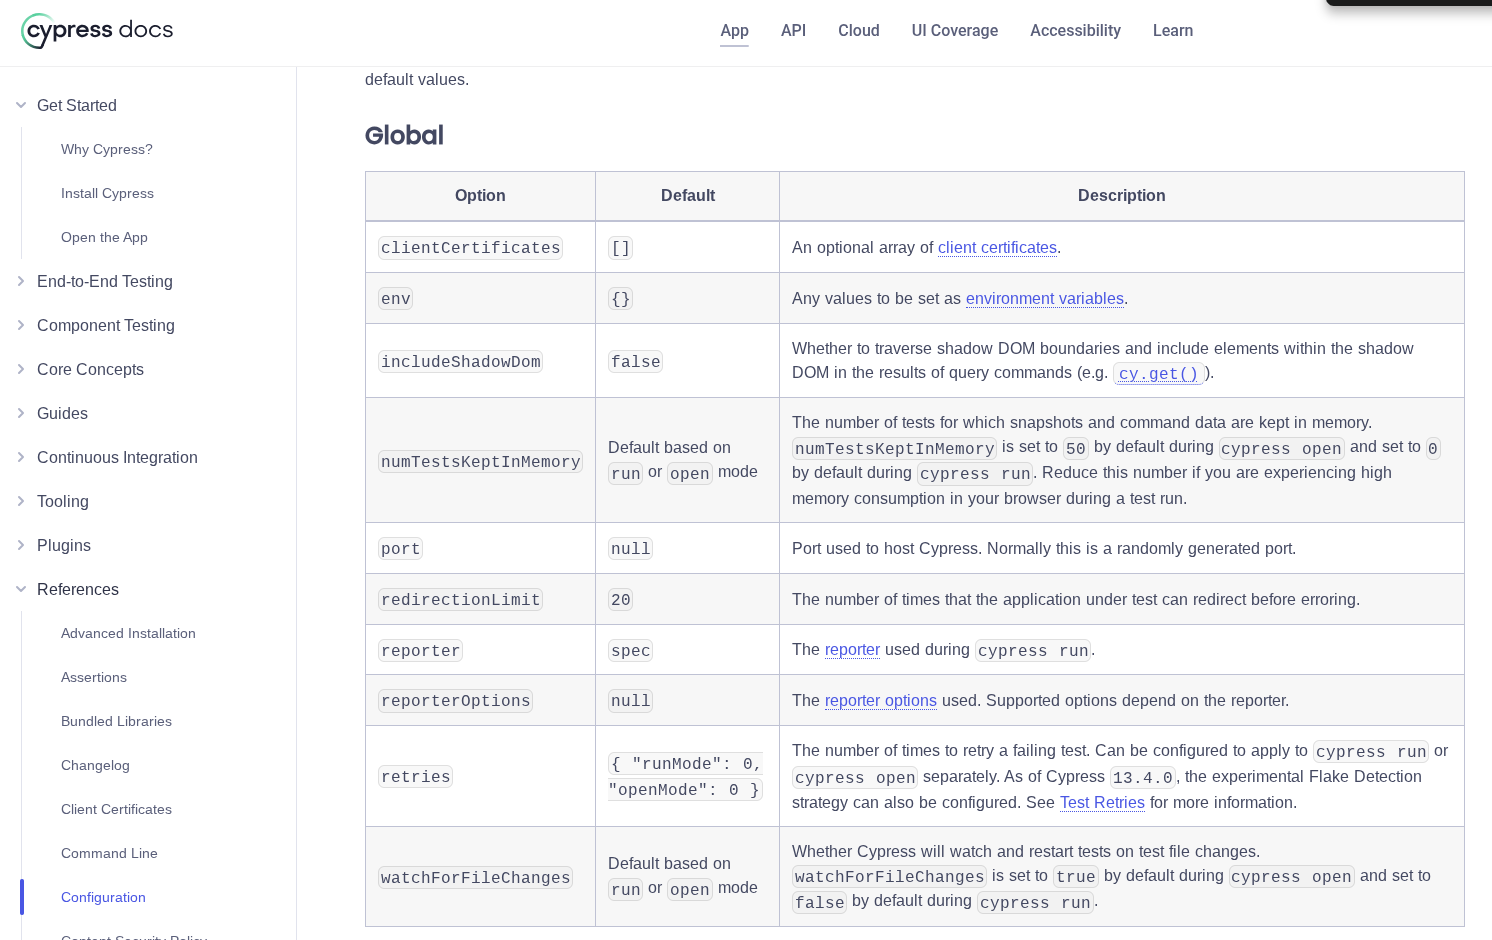 cypress docs
App API Cloud UI Coverage Accessibility Learn
Get Started
Why Cypress?
Install Cypress
Open the App
End-to-End Testing
Component Testing
Core Concepts
Guides
Continuous Integration
Tooling
Plugins
References
Advanced Installation
Assertions
Bundled Libraries
Changelog
Client Certificates
Command Line
Configuration
Content Security Policy
default values.
Global
Option Default Description
clientCertificates [] An optional array of client certificates.
env {} Any values to be set as environment variables.
includeShadowDom false Whether to traverse shadow DOM boundaries and include elements within the shadow
DOM in the results of query commands (e.g. cy.get()).
numTestsKeptInMemory
Default based on
run or open mode
The number of tests for which snapshots and command data are kept in memory.
numTestsKeptInMemory is set to 50 by default during cypress open and set to 0
by default during cypress run. Reduce this number if you are experiencing high
memory consumption in your browser during a test run.
port null Port used to host Cypress. Normally this is a randomly generated port.
redirectionLimit 20 The number of times that the application under test can redirect before erroring.
reporter spec The reporter used during cypress run.
reporterOptions null The reporter options used. Supported options depend on the reporter.
retries
{ "runMode": 0,
"openMode": 0 }
The number of times to retry a failing test. Can be configured to apply to cypress run or
cypress open separately. As of Cypress 13.4.0, the experimental Flake Detection
strategy can also be configured. See Test Retries for more information.
watchForFileChanges
Default based on
run or open mode
Whether Cypress will watch and restart tests on test file changes.
watchForFileChanges is set to true by default during cypress open and set to
false by default during cypress run.